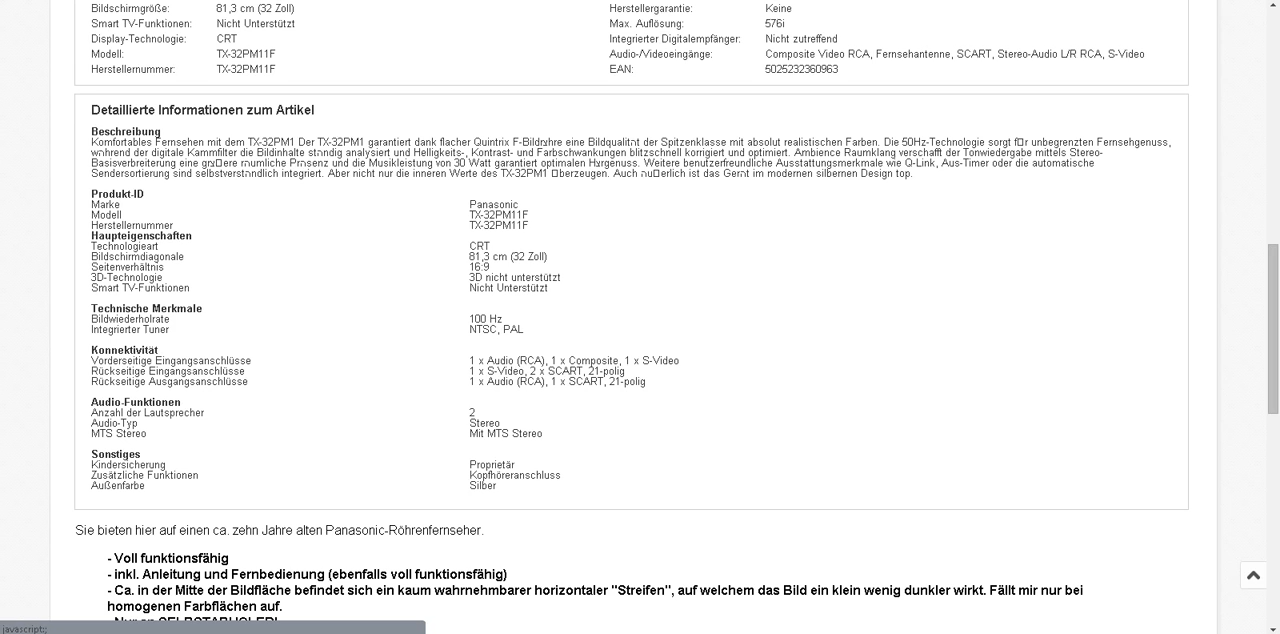 Bildschirmgröße: 81,3 cm (32 Zoll) Herstellergarantie: Keine
Smart TV-Funktionen: Nicht Unterstützt Max. Auflösung: 576i
Display-Technologie: CRT Integrierter Digitalempfänger: Nicht zutreffend
Modell: TX-32PM11F Audio-/Videoeingänge: Composite Video RCA, Fernsehantenne, SCART, Stereo-Audio L/R RCA, S-Video
Herstellernummer: TX-32PM11F EAN: 5025232360963
Detaillierte Informationen zum Artikel
Beschreibung
Komfortables Fernsehen mit dem TX-32PM1 Der TX-32PM1 garantiert dank flacher Quintrix F-Bildröhre eine Bildqualität der Spitzenklasse mit absolut realistischen Farben. Die 50Hz-Technologie sorgt f□r unbegrenzten Fernsehgenuss,
während der digitale Kammfilter die Bildinhalte ständig analysiert und Helligkeits-, Kontrast- und Farbschwankungen blitzschnell korrigiert und optimiert. Ambience Raumklang verschafft der Tonwiedergabe mittels Stereo-
Basisverbreiterung eine grö□ere räumliche Präsenz und die Musikleistung von 30 Watt garantiert optimalen Hörgenuss. Weitere benutzerfreundliche Ausstattungsmerkmale wie Q-Link, Aus-Timer oder die automatische
Sendersortierung sind selbstverständlich integriert. Aber nicht nur die inneren Werte des TX-32PM1 □berzeugen. Auch äu□erlich ist das Gerät im modernen silbernen Design top.
Produkt-ID
Marke Panasonic
Modell TX-32PM11F
Herstellernummer TX-32PM11F
Haupteigenschaften
Technologieart CRT
Bildschirmdiagonale 81,3 cm (32 Zoll)
Seitenverhältnis 16:9
3D-Technologie 3D nicht unterstützt
Smart TV-Funktionen Nicht Unterstützt
Technische Merkmale
Bildwiederholrate 100 Hz
Integrierter Tuner NTSC, PAL
Konnektivität
Vorderseitige Eingangsanschlüsse 1 x Audio (RCA), 1 x Composite, 1 x S-Video
Rückseitige Eingangsanschlüsse 1 x S-Video, 2 x SCART, 21-polig
Rückseitige Ausgangsanschlüsse 1 x Audio (RCA), 1 x SCART, 21-polig
Audio-Funktionen
Anzahl der Lautsprecher 2
Audio-Typ Stereo
MTS Stereo Mit MTS Stereo
Sonstiges
Kindersicherung Proprietär
Zusätzliche Funktionen Kopfhöreranschluss
Außenfarbe Silber
Sie bieten hier auf einen ca. zehn Jahre alten Panasonic-Röhrenfernseher.
- Voll funktionsfähig
- inkl. Anleitung und Fernbedienung (ebenfalls voll funktionsfähig)
- Ca. in der Mitte der Bildfläche befindet sich ein kaum wahrnehmbarer horizontaler "Streifen", auf welchem das Bild ein klein wenig dunkler wirkt. Fällt mir nur bei
homogenen Farbflächen auf.
- Nur an SELBSTABHOLER!
javascript:;